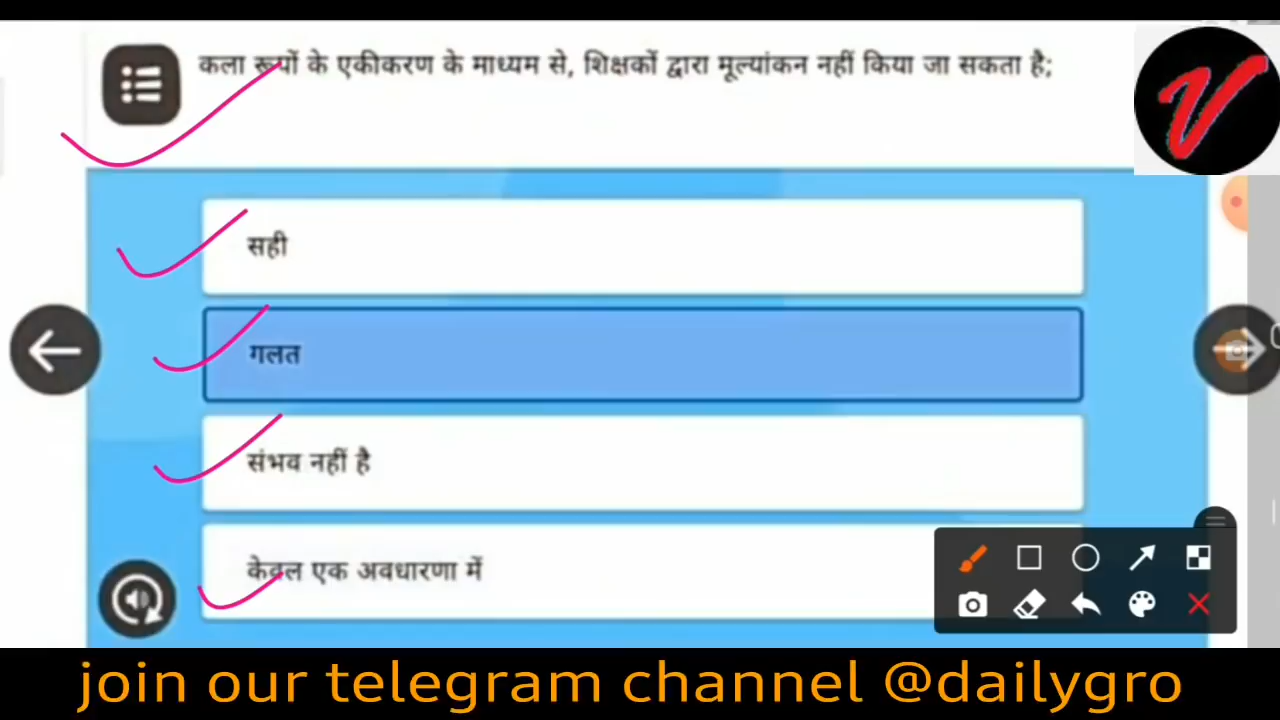 कला रूपों के एकीकरण के माध्यम से, शिक्षकों द्वारा मूल्यांकन नहीं किया जा सकता है;
सही
गलत
संभव नहीं है
केवल एक अवधारणा में
join our telegram channel @dailygro